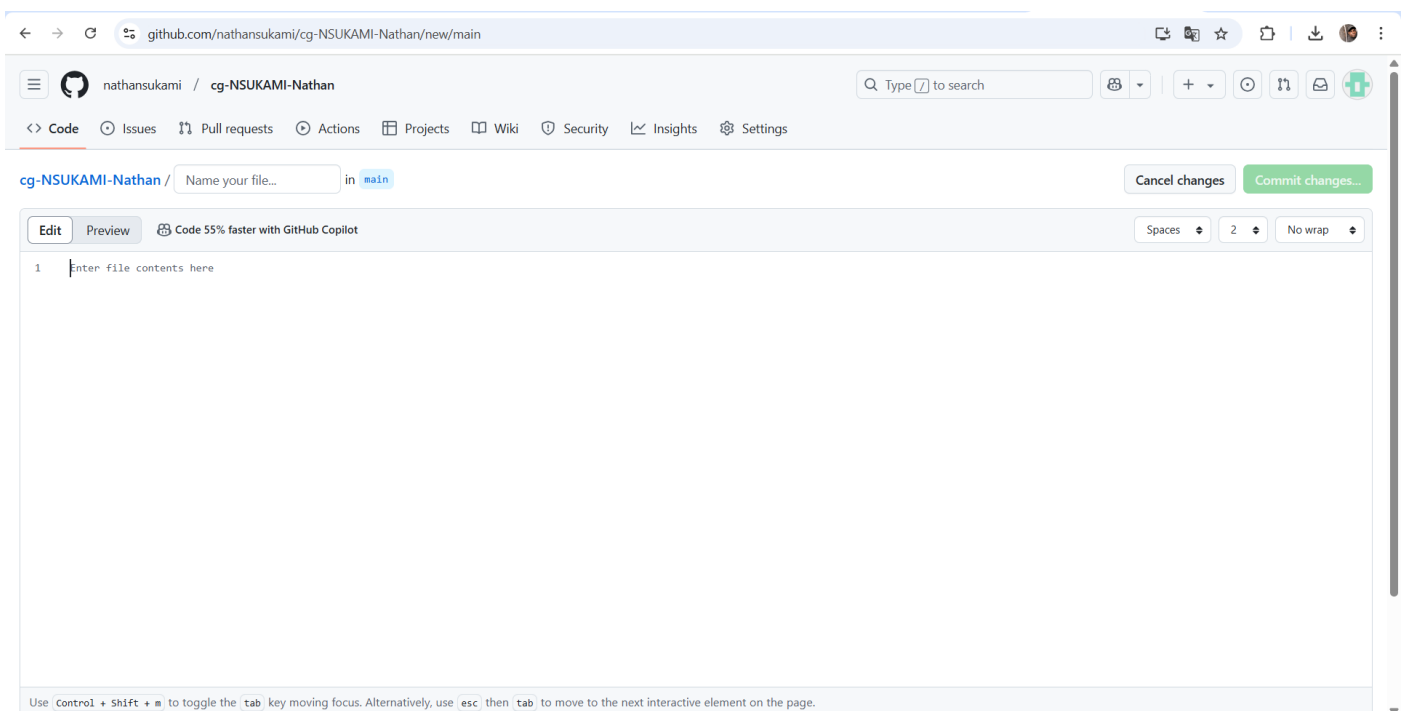 github.com/nathansukami/cg-NSUKAMI-Nathan/new/main
nathansukami / cg-NSUKAMI-Nathan
Type / to search
<> Code Issues Pull requests Actions Projects Wiki Security Insights Settings
cg-NSUKAMI-Nathan / Name your file... in main
Cancel changes Commit changes...
Edit Preview Code 55% faster with GitHub Copilot
Spaces 2 No wrap
1 Enter file contents here
Use Control + Shift + m to toggle the tab key moving focus. Alternatively, use esc then tab to move to the next interactive element on the page.